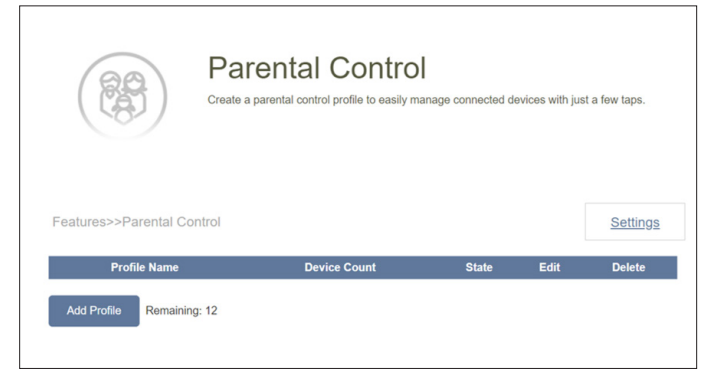 Parental Control
Create a parental control profile to easily manage connected devices with just a few taps.
Features>>Parental Control
Settings
Profile Name Device Count State Edit Delete
Add Profile Remaining: 12